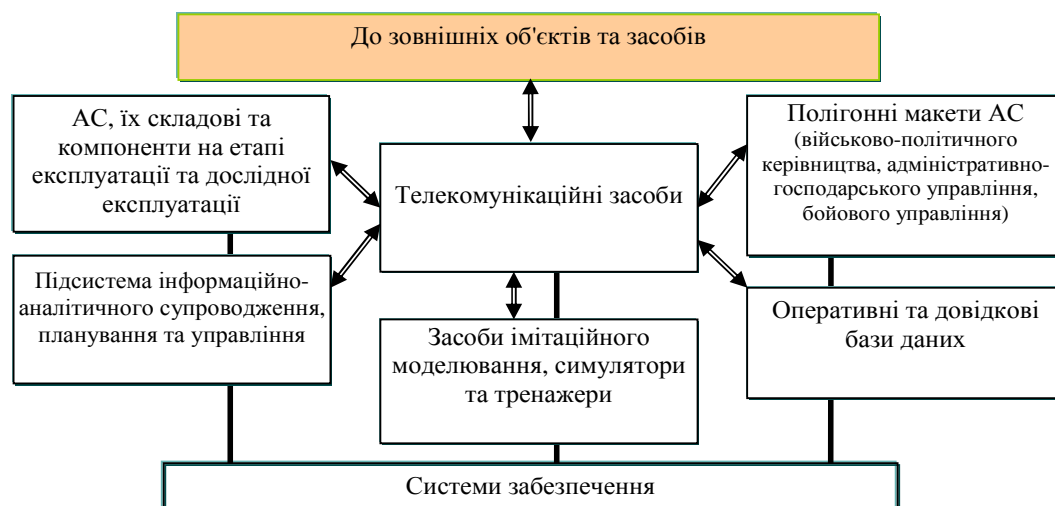 До зовнішніх об'єктів та засобів
АС, їх складові та
компоненти на етапі
експлуатації та дослідної
експлуатації
Телекомунікаційні засоби
Полігонні макети АС
(військово-політичного
керівництва, адміністративно-
господарського управління,
бойового управління)
Підсистема інформаційно-
аналітичного супроводження,
планування та управління
Засоби імітаційного
моделювання, симулятори
та тренажери
Оперативні та довідкові
бази даних
Системи забезпечення